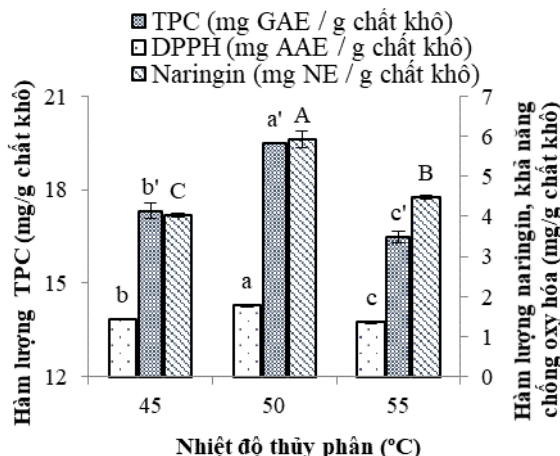 TPC (mg GAE / g chất khô)
DPPH (mg AAE / g chất khô)
Naringin (mg NE / g chất khô)
Hàm lượng TPC (mg/g chất khô)
21
18
15
12
b
b'
C
a
a'
A
c
c'
B
7
6
5
4
3
2
1
0
Hàm lượng naringin, khả năng
chống oxy hóa (mg/g chất khô)
45
50
55
Nhiệt độ thủy phân (ºC)